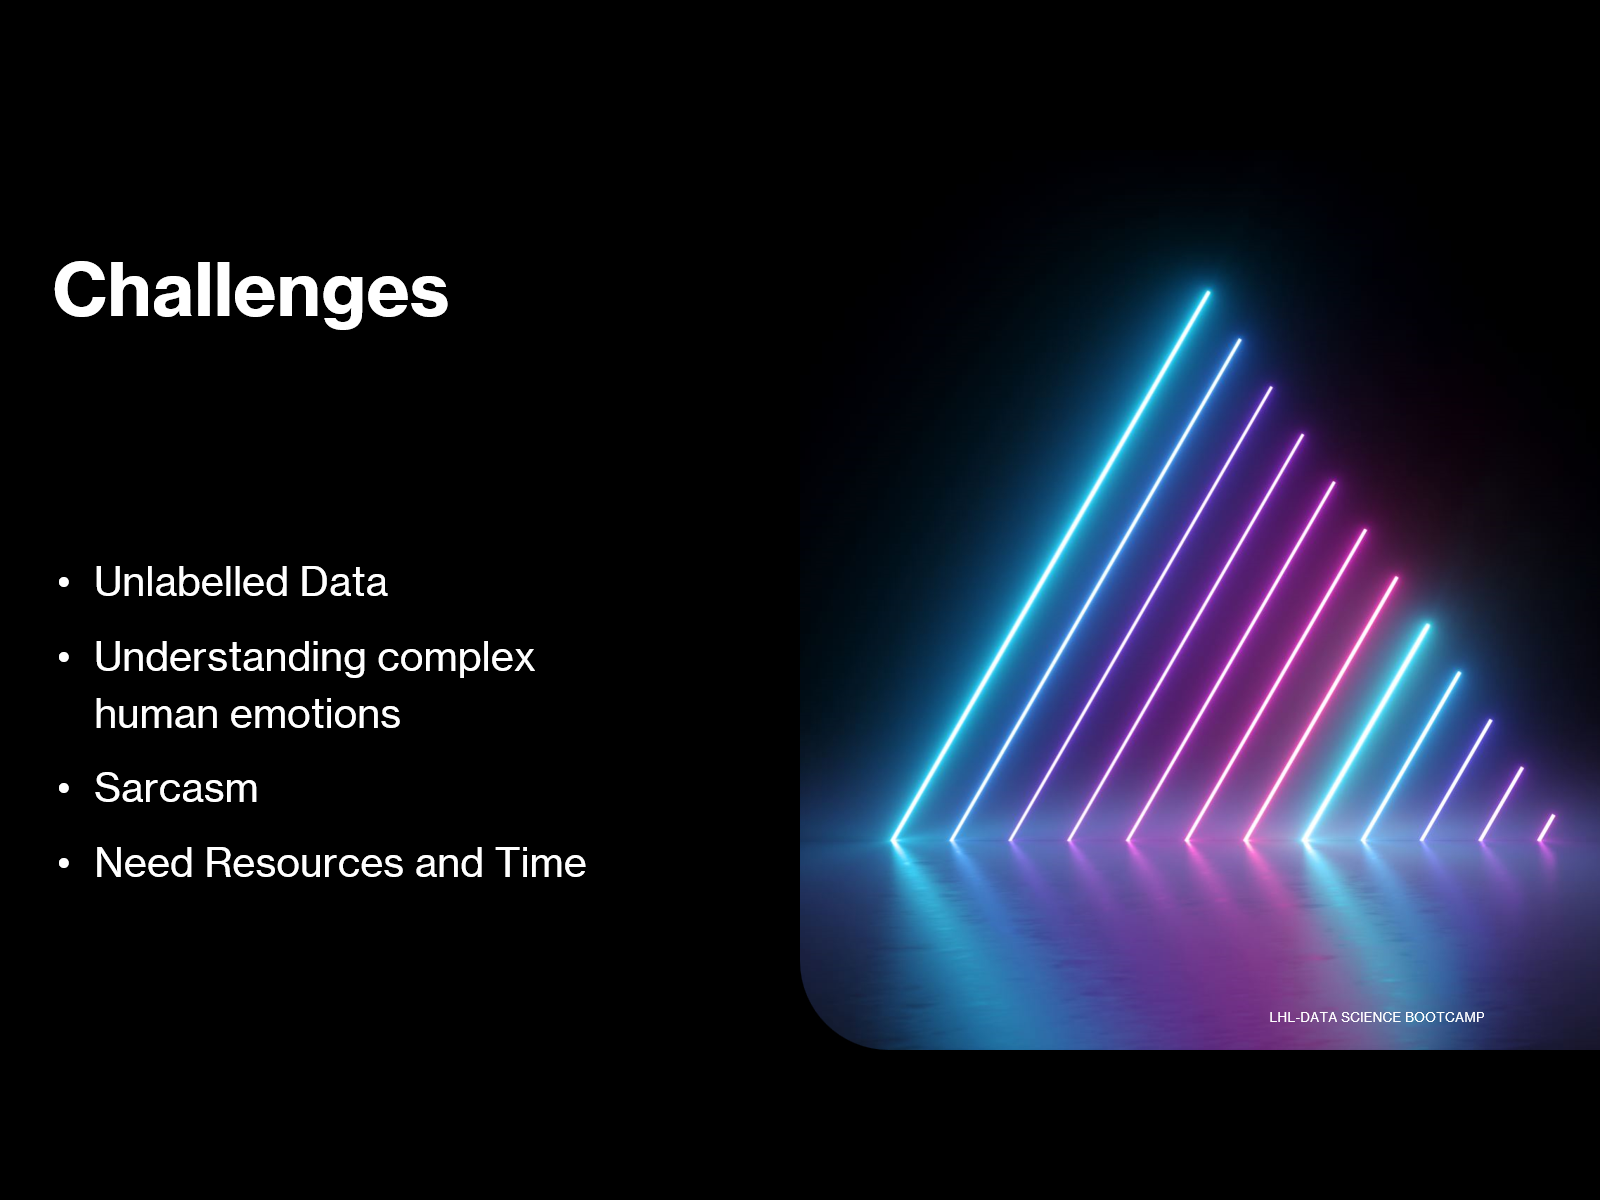 Challenges
• Unlabelled Data
• Understanding complex
human emotions
• Sarcasm
• Need Resources and Time
LHL-DATA SCIENCE BOOTCAMP